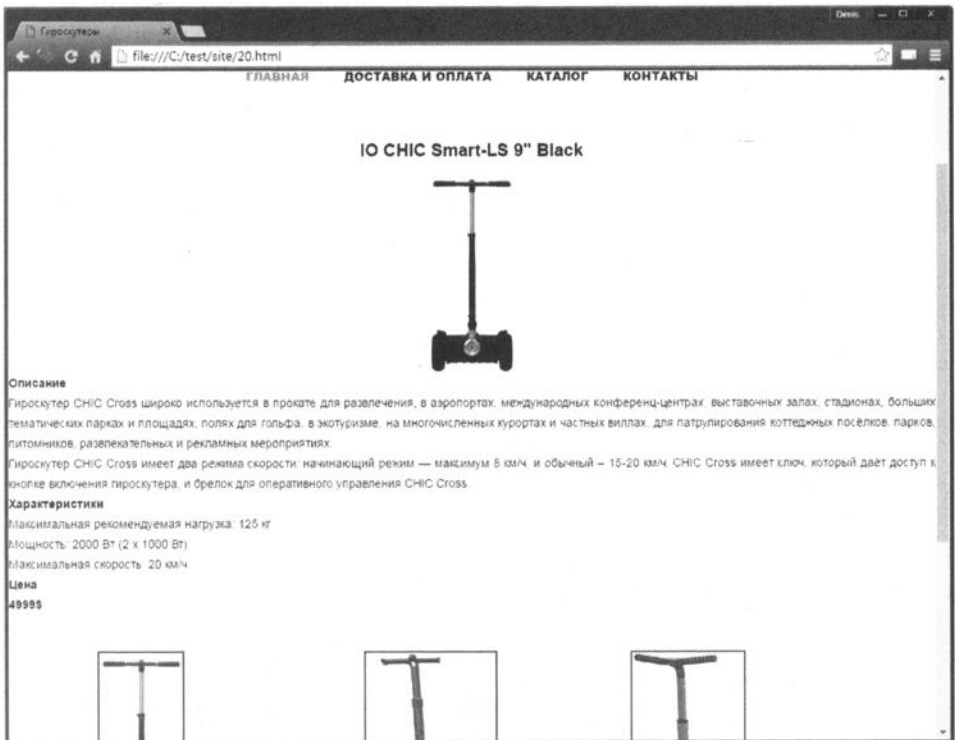 Denis
Гироскутеры
file:///C:/test/site/20.html
ГЛАВНАЯ ДОСТАВКА И ОПЛАТА КАТАЛОГ КОНТАКТЫ
IO CHIC Smart-LS 9" Black
Описание
Гироскутер CHIC Cross широко используется в прокате для развлечения, в аэропортах, международных конференц-центрах, выставочных залах, стадионах, больших
тематических парках и площадях, полях для гольфа, в экотуризме, на многочисленных курортах и частных виллах, для патрулирования коттеджных посёлков, парков,
питомников, развлекательных и рекламных мероприятиях.
Гироскутер CHIC Cross имеет два режима скорости: начинающий режим — максимум 8 км/ч, и обычный – 15-20 км/ч. CHIC Cross имеет ключ, который даёт доступ к
кнопке включения гироскутера, и брелок для оперативного управления CHIC Cross.
Характеристики
Максимальная рекомендуемая нагрузка: 125 кг
Мощность: 2000 Вт (2 x 1000 Вт)
Максимальная скорость: 20 км/ч
Цена
4999$